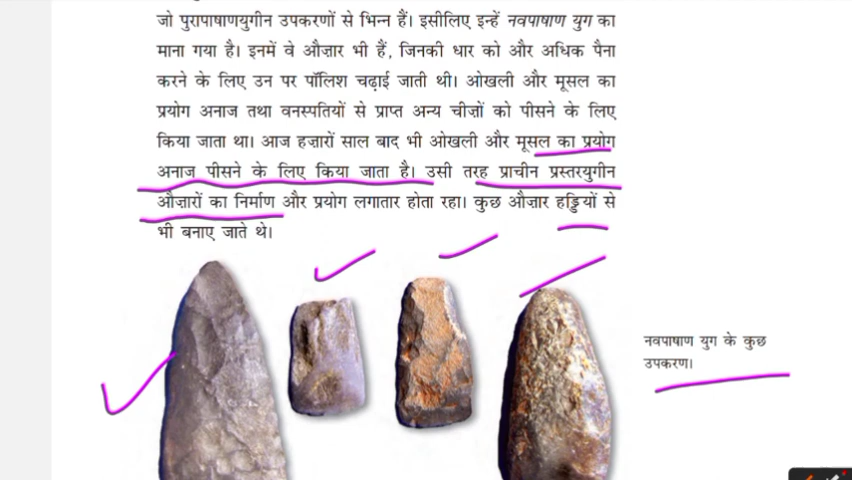 जो पुरापाषाणयुगीन उपकरणों से भिन्न हैं। इसीलिए इन्हें नवपाषाण युग का
माना गया है। इनमें वे औज़ार भी हैं, जिनकी धार को और अधिक पैना
करने के लिए उन पर पॉलिश चढ़ाई जाती थी। ओखली और मूसल का
प्रयोग अनाज तथा वनस्पतियों से प्राप्त अन्य चीज़ों को पीसने के लिए
किया जाता था। आज हज़ारों साल बाद भी ओखली और मूसल का प्रयोग
अनाज पीसने के लिए किया जाता है। उसी तरह प्राचीन प्रस्तरयुगीन
औज़ारों का निर्माण और प्रयोग लगातार होता रहा। कुछ औज़ार हड्डियों से
भी बनाए जाते थे।
नवपाषाण युग के कुछ
उपकरण।